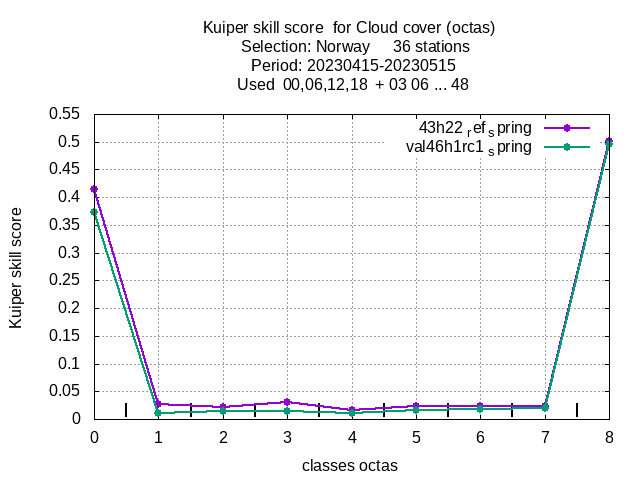 Kuiper skill score  for Cloud cover (octas)
Selection: Norway     36 stations
Period: 20230415-20230515
Used  00,06,12,18  + 03 06 ... 48
43h22 ref spring
val46h1rc1 spring
0.55
0.5
0.45
0.4
0.35
0.3
0.25
0.2
0.15
0.1
0.05
0
Kuiper skill score
0 1 2 3 4 5 6 7 8
classes octas